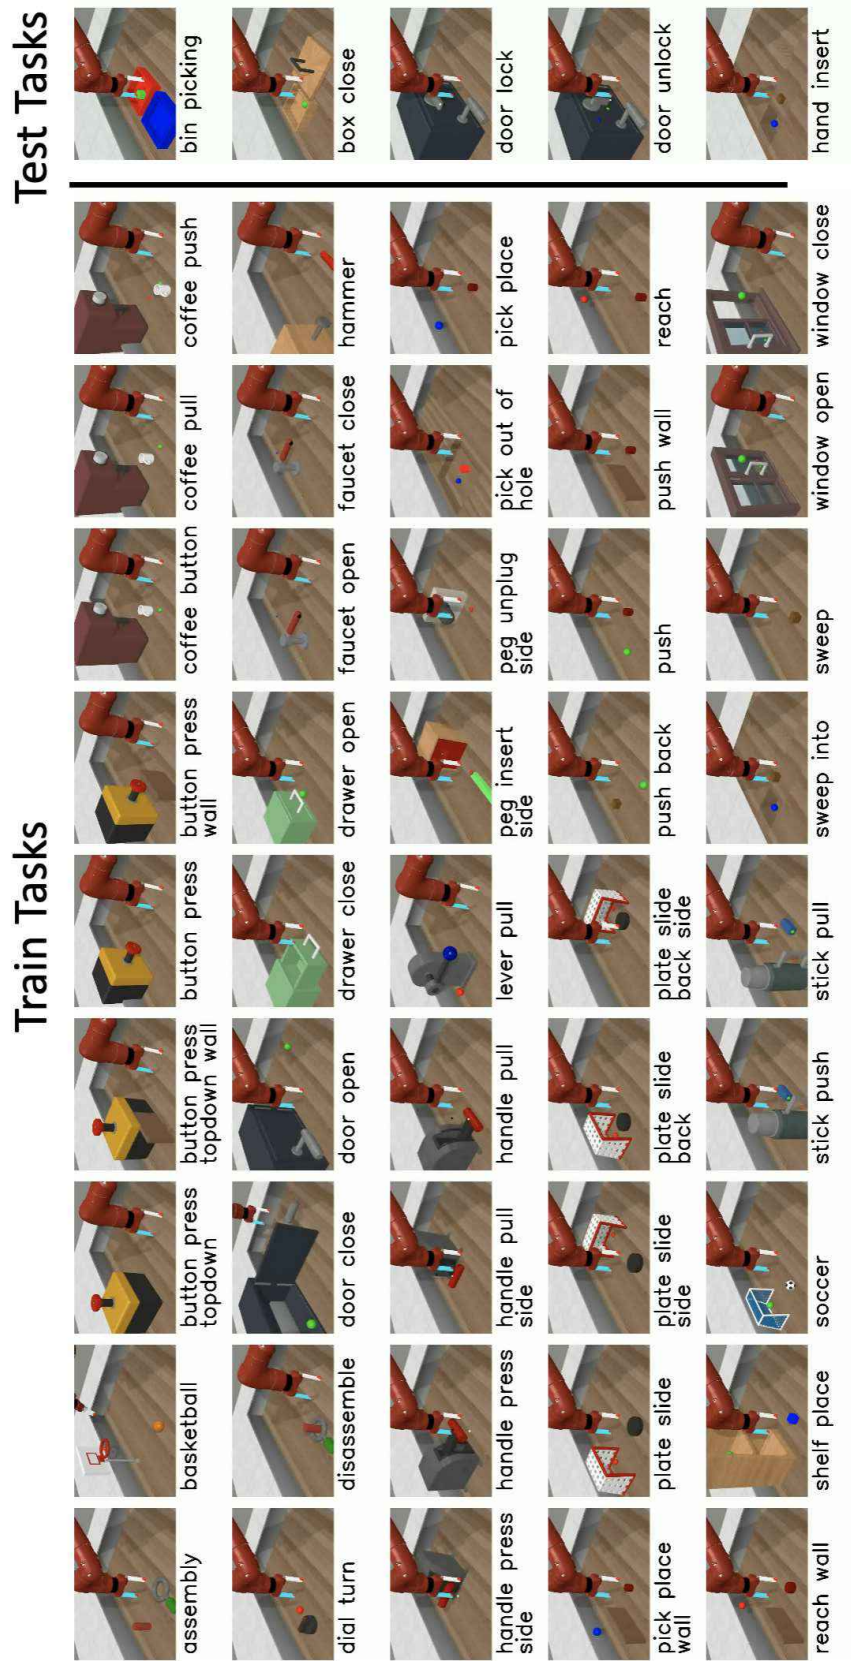 Train Tasks
Test Tasks
assembly
basketball
button press
topdown
button press
topdown wall
button press
button press
wall
coffee button
coffee pull
coffee push
bin picking
dial turn
disassemble
door close
door open
drawer close
drawer open
faucet open
faucet close
hammer
box close
handle press
side
handle press
handle pull
side
handle pull
lever pull
peg insert
side
peg unplug
side
pick out of
hole
pick place
door lock
pick place
wall
plate slide
plate slide
side
plate slide
back
plate slide
back side
push back
push
push wall
reach
door unlock
reach wall
shelf place
soccer
stick push
stick pull
sweep into
sweep
window open
window close
hand insert